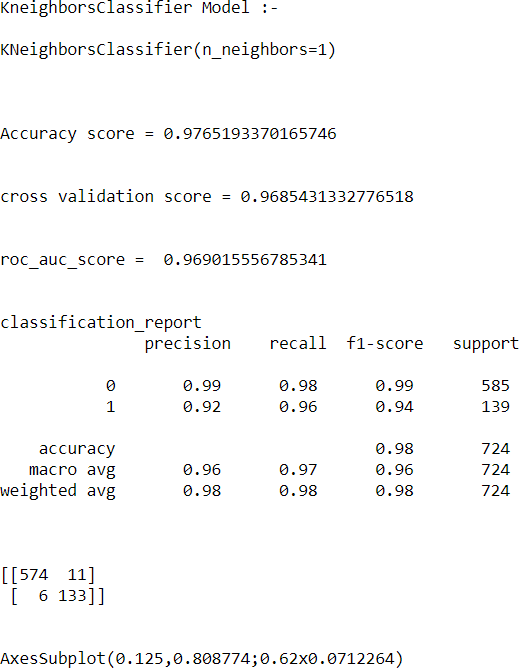 KneighborsClassifier Model :-
KNeighborsClassifier(n_neighbors=1)
Accuracy score = 0.9765193370165746
cross validation score = 0.9685431332776518
roc_auc_score =  0.969015556785341
classification_report
precision    recall  f1-score   support
0       0.99      0.98      0.99       585
1       0.92      0.96      0.94       139
accuracy                           0.98       724
macro avg       0.96      0.97      0.96       724
weighted avg       0.98      0.98      0.98       724
[[574  11]
[  6 133]]
AxesSubplot(0.125,0.808774;0.62x0.0712264)